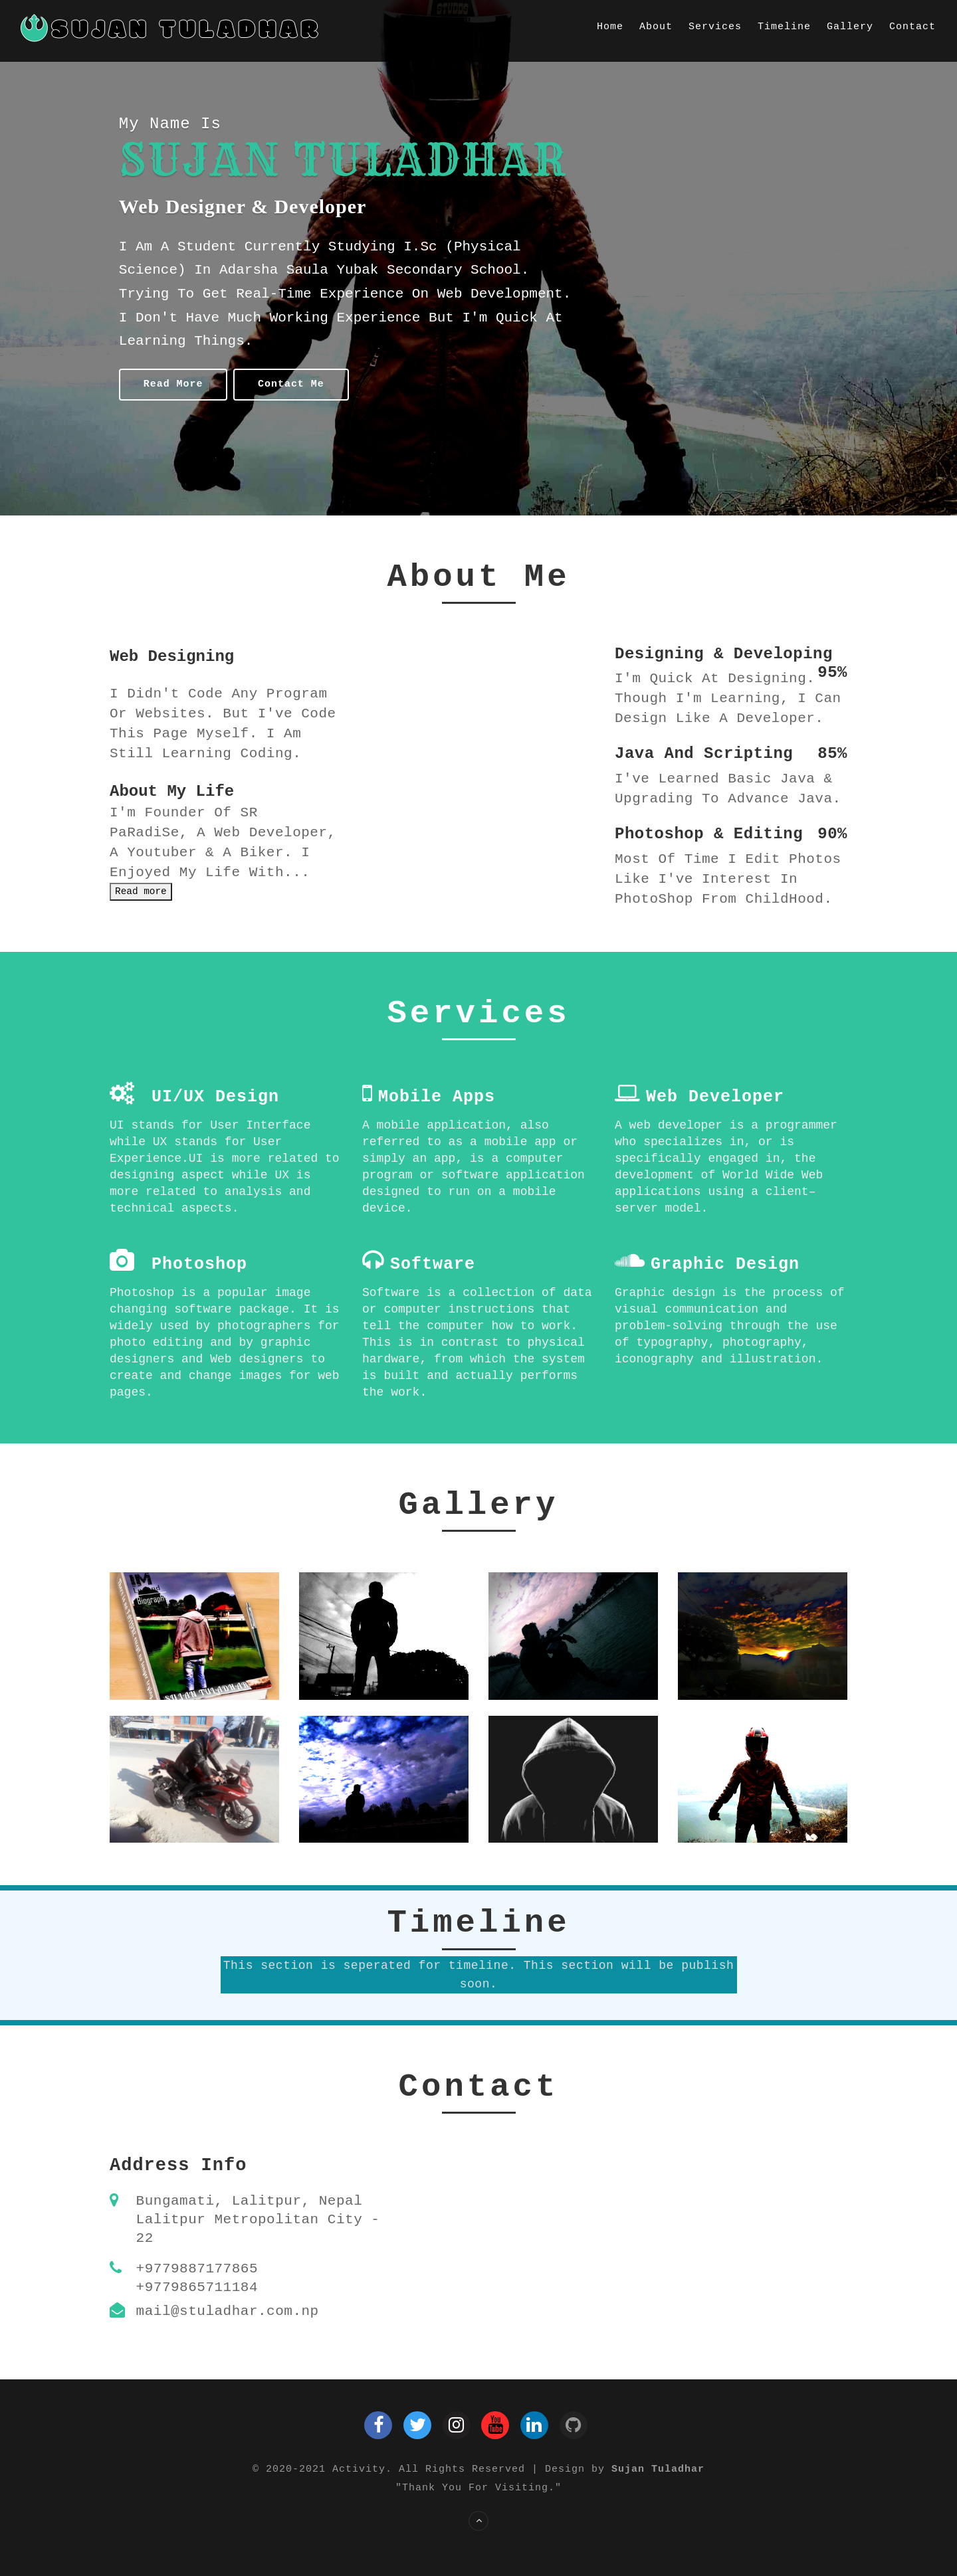 SUJAN TULADHAR
Home About Services Timeline Gallery Contact
My Name Is
SUJAN TULADHAR
Web Designer & Developer
I Am A Student Currently Studying I.Sc (Physical
Science) In Adarsha Saula Yubak Secondary School.
Trying To Get Real-Time Experience On Web Development.
I Don't Have Much Working Experience But I'm Quick At
Learning Things.
Read More Contact Me
About Me
Web Designing
I Didn't Code Any Program
Or Websites. But I've Code
This Page Myself. I Am
Still Learning Coding.
About My Life
I'm Founder Of SR
PaRadiSe, A Web Developer,
A Youtuber & A Biker. I
Enjoyed My Life With...
Read more
Designing & Developing
95%
I'm Quick At Designing.
Though I'm Learning, I Can
Design Like A Developer.
Java And Scripting 85%
I've Learned Basic Java &
Upgrading To Advance Java.
Photoshop & Editing 90%
Most Of Time I Edit Photos
Like I've Interest In
PhotoShop From ChildHood.
Services
UI/UX Design
UI stands for User Interface
while UX stands for User
Experience.UI is more related to
designing aspect while UX is
more related to analysis and
technical aspects.
Mobile Apps
A mobile application, also
referred to as a mobile app or
simply an app, is a computer
program or software application
designed to run on a mobile
device.
Web Developer
A web developer is a programmer
who specializes in, or is
specifically engaged in, the
development of World Wide Web
applications using a client–
server model.
Photoshop
Photoshop is a popular image
changing software package. It is
widely used by photographers for
photo editing and by graphic
designers and Web designers to
create and change images for web
pages.
Software
Software is a collection of data
or computer instructions that
tell the computer how to work.
This is in contrast to physical
hardware, from which the system
is built and actually performs
the work.
Graphic Design
Graphic design is the process of
visual communication and
problem-solving through the use
of typography, photography,
iconography and illustration.
Gallery
IM
SUJAN TULADHAR
Timeline
This section is seperated for timeline. This section will be publish
soon.
Contact
Address Info
Bungamati, Lalitpur, Nepal
Lalitpur Metropolitan City -
22
+9779887177865
+9779865711184
mail@stuladhar.com.np
You
Tube
© 2020-2021 Activity. All Rights Reserved | Design by Sujan Tuladhar
"Thank You For Visiting."